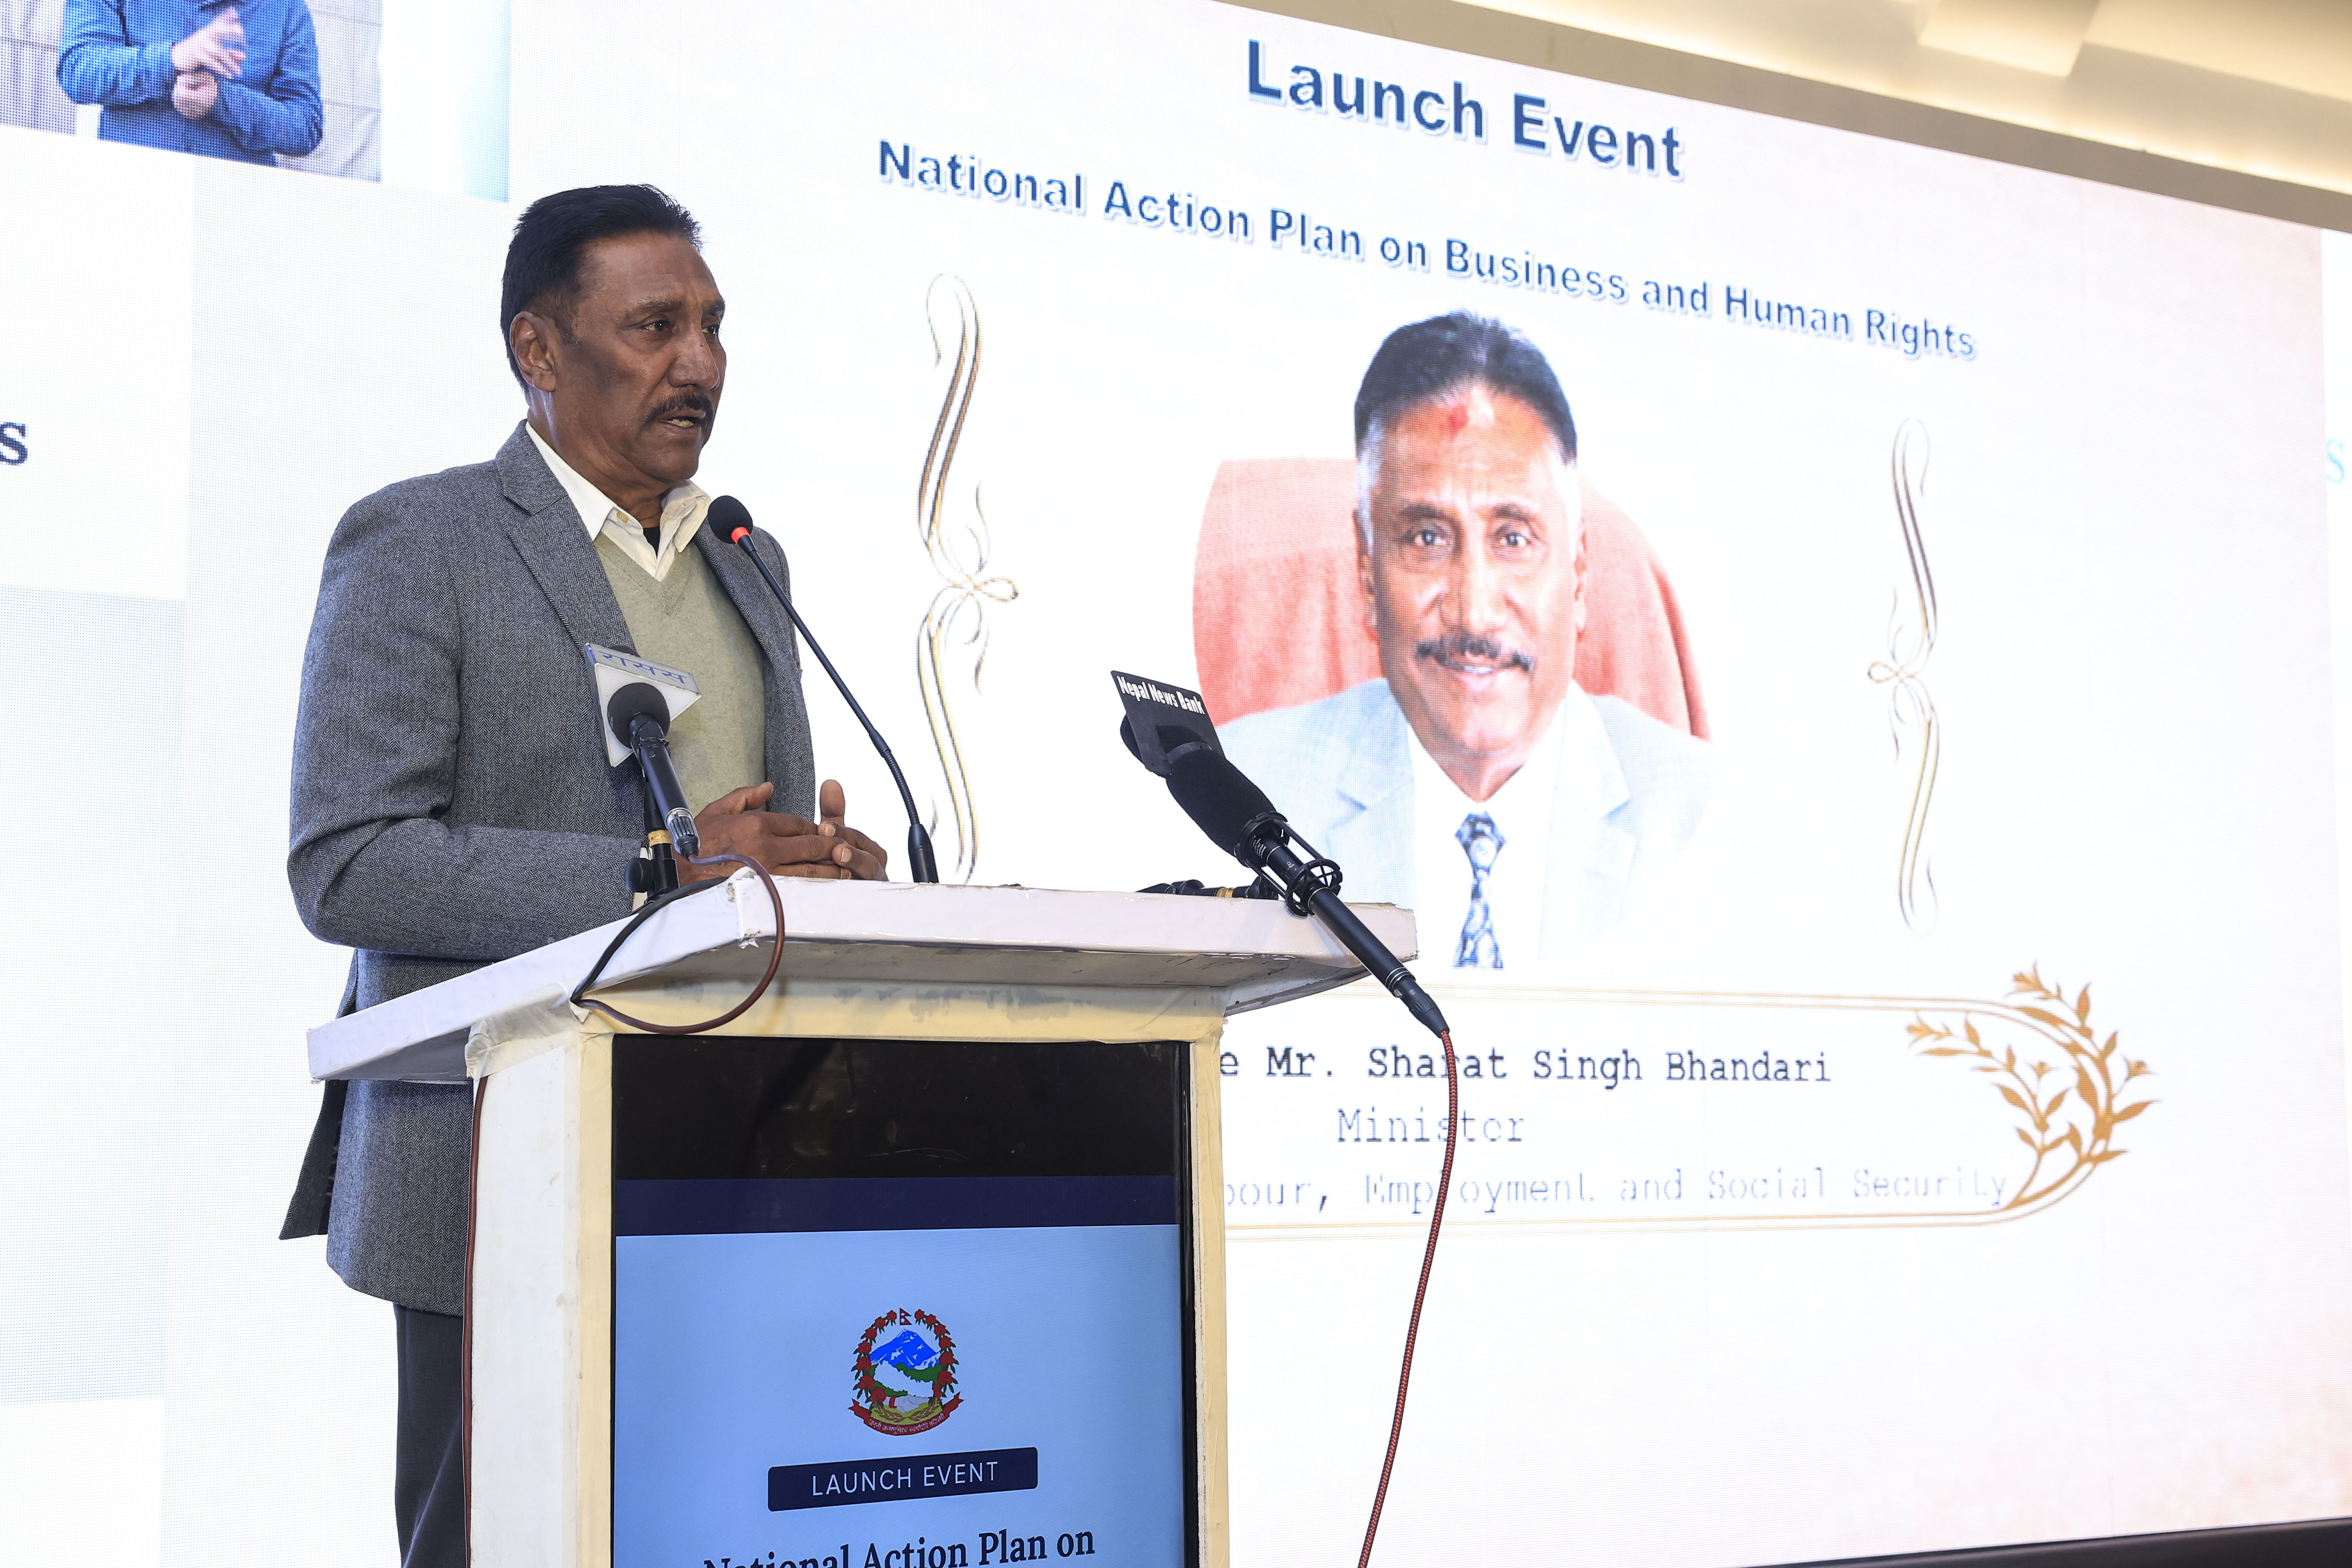 Launch Event
National Action Plan on Business and Human Rights
s
s
रासस
Nepal News Bank
Mr. Sharat Singh Bhandari
Minister
Employment and Social Security
LAUNCH EVENT
National Action Plan on